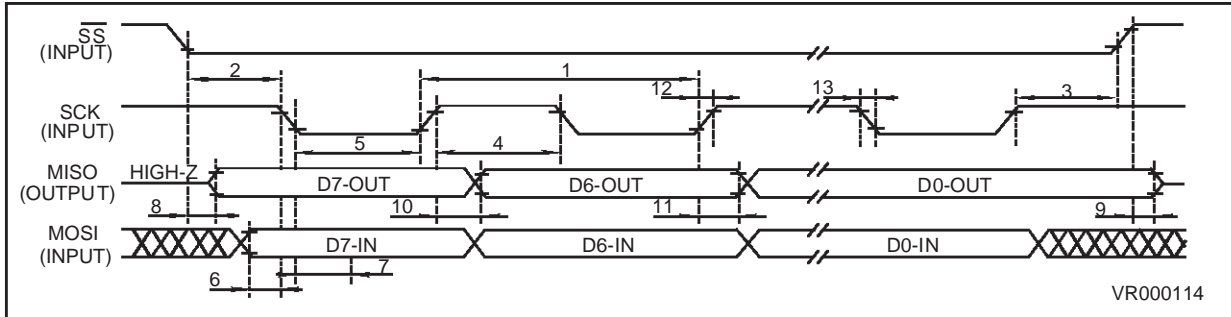 SS
(INPUT)
2
1
12
13
3
SCK
(INPUT)
5
4
MISO
(OUTPUT)
HIGH-Z
D7-OUT
D6-OUT
D0-OUT
8
10
11
9
MOSI
(INPUT)
D7-IN
D6-IN
D0-IN
6
7
VR000114